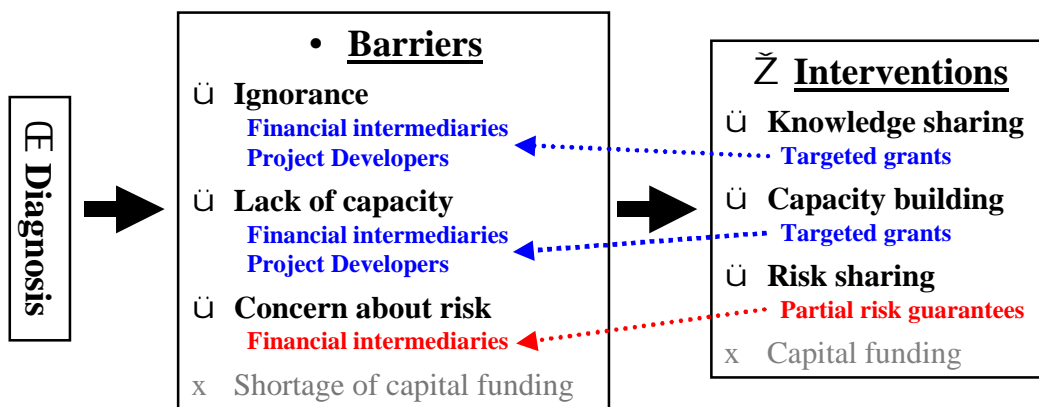 Œ Diagnosis
• Barriers
ü Ignorance
Financial intermediaries
Project Developers
ü Lack of capacity
Financial intermediaries
Project Developers
ü Concern about risk
Financial intermediaries
x Shortage of capital funding
Ž Interventions
ü Knowledge sharing
Targeted grants
ü Capacity building
Targeted grants
ü Risk sharing
Partial risk guarantees
x Capital funding